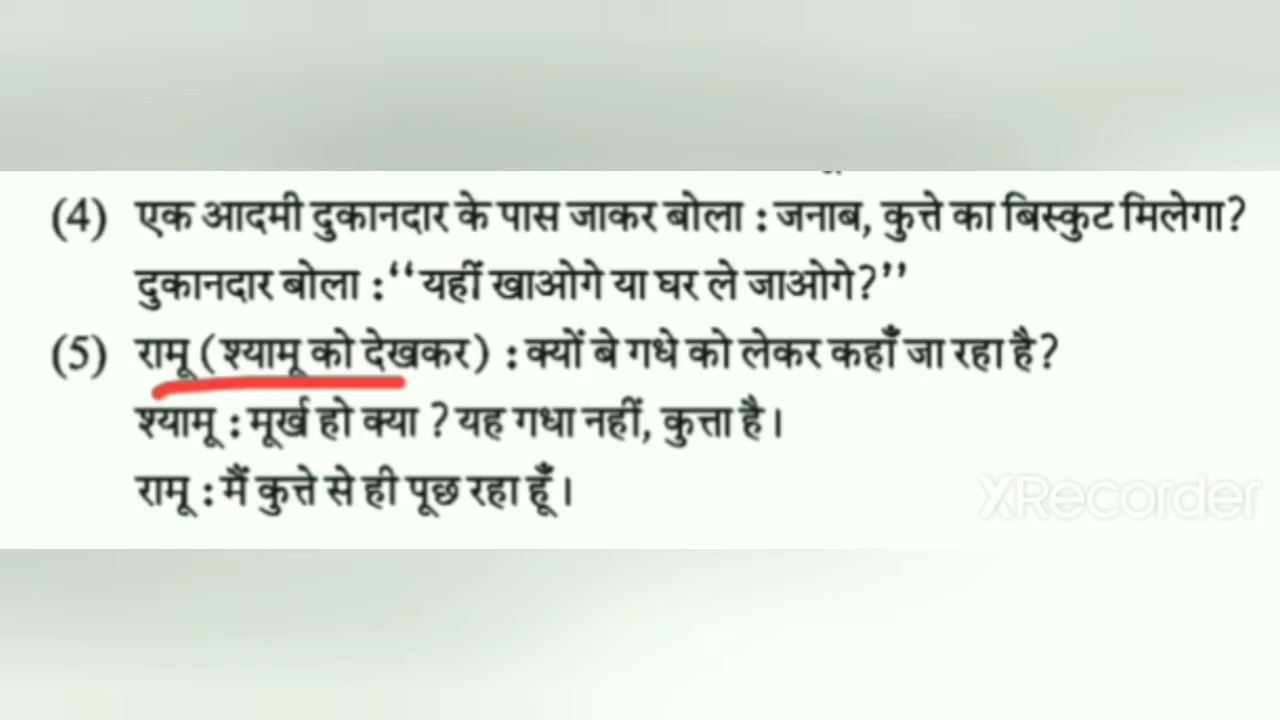 (4) एक आदमी दुकानदार के पास जाकर बोला : जनाब, कुत्ते का बिस्कुट मिलेगा?
दुकानदार बोला : ‘‘यहीं खाओगे या घर ले जाओगे?’’
(5) रामू (श्यामू को देखकर) : क्यों बे गधे को लेकर कहाँ जा रहा है?
श्यामू : मूर्ख हो क्या ? यह गधा नहीं, कुत्ता है।
रामू : मैं कुत्ते से ही पूछ रहा हूँ।
XRecorder